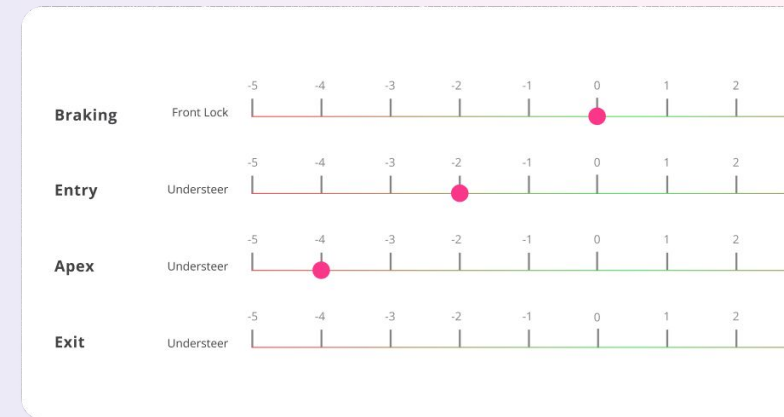 -5 -4 -3 -2 -1 0 1 2
Braking Front Lock
-5 -4 -3 -2 -1 0 1 2
Entry Understeer
-5 -4 -3 -2 -1 0 1 2
Apex Understeer
-5 -4 -3 -2 -1 0 1 2
Exit Understeer